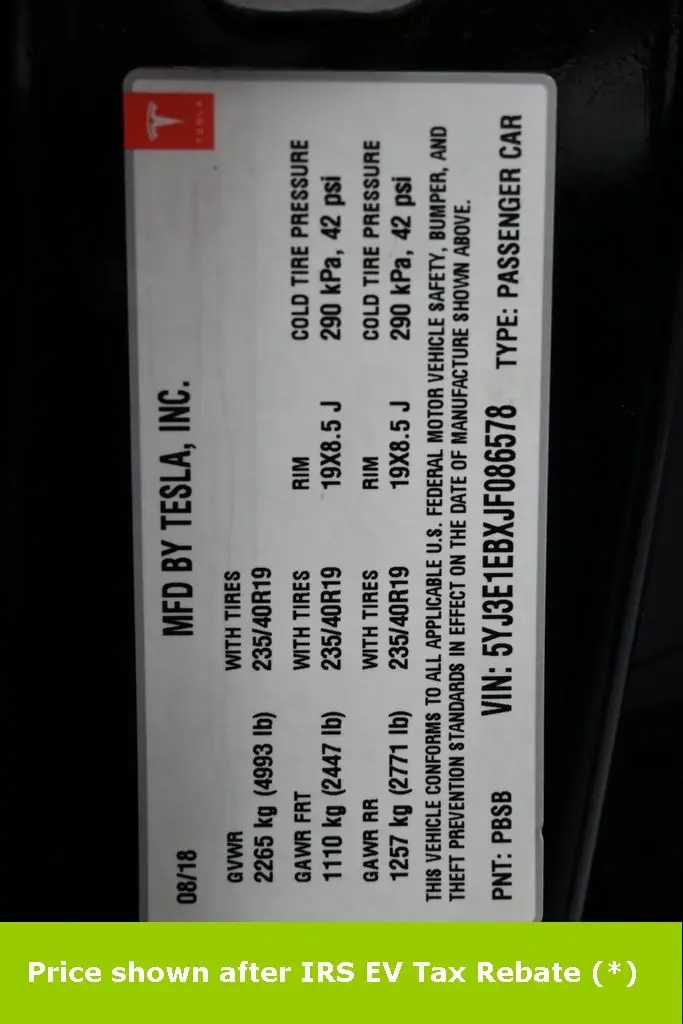 TESLA
08/18 MFD BY TESLA, INC.
GVWR WITH TIRES
2265 kg (4993 lb) 235/40R19
GAWR FRT WITH TIRES RIM COLD TIRE PRESSURE
1110 kg (2447 lb) 235/40R19 19X8.5 J 290 kPa, 42 psi
GAWR RR WITH TIRES RIM COLD TIRE PRESSURE
1257 kg (2771 lb) 235/40R19 19X8.5 J 290 kPa, 42 psi
THIS VEHICLE CONFORMS TO ALL APPLICABLE U.S. FEDERAL MOTOR VEHICLE SAFETY, BUMPER, AND
THEFT PREVENTION STANDARDS IN EFFECT ON THE DATE OF MANUFACTURE SHOWN ABOVE.
PNT: PBSB VIN: 5YJ3E1EBXJF086578 TYPE: PASSENGER CAR
Price shown after IRS EV Tax Rebate (*)